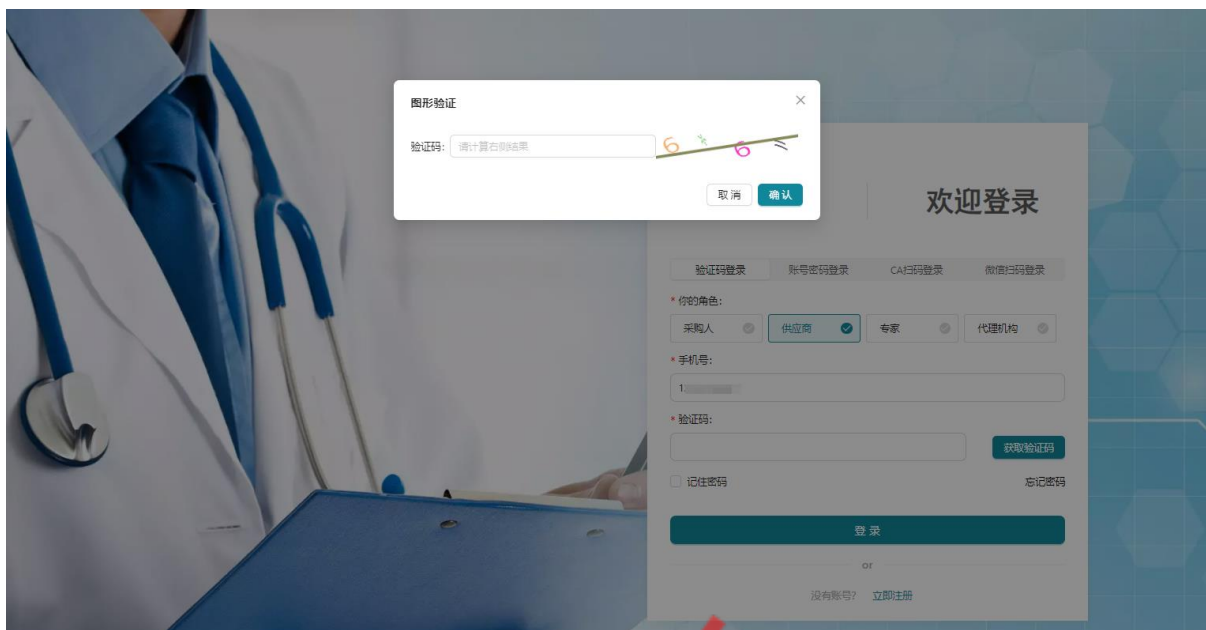 图形验证
验证码: 请计算右侧结果
取消 确认
欢迎登录
验证码登录 账号密码登录 CA扫码登录 微信扫码登录
* 你的角色:
采购人 供应商 专家 代理机构
* 手机号:
1
* 验证码:
获取验证码
记住密码 忘记密码
登录
or
没有账号? 立即注册